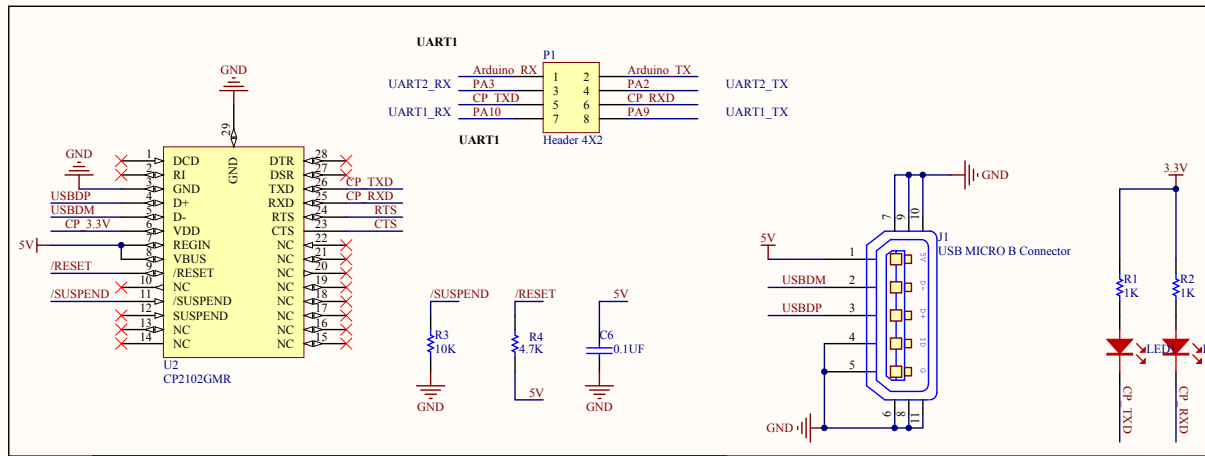 UART1
P1
Arduino_RX 1 2 Arduino_TX
UART2_RX PA3 3 4 PA2 UART2_TX
CP_TXD 5 6 CP_RXD
UART1_RX PA10 7 8 PA9 UART1_TX
UART1 Header 4X2
GND
29
GND
GND
1 DCD DTR 28
2 RI DSR 27
3 GND TXD 26 CP_TXD
USBDP 4 D+ RXD 25 CP_RXD
USBDM 5 D- RTS 24 RTS
CP_3.3V 6 VDD CTS 23 CTS
5V 7 REGIN NC 22
8 VBUS NC 21
/RESET 9 /RESET NC 20
10 NC NC 19
/SUSPEND 11 /SUSPEND NC 18
12 SUSPEND NC 17
13 NC NC 16
14 NC NC 15
U2
CP2102GMR
/SUSPEND
R3
10K
GND
/RESET
R4
4.7K
5V
5V
C6
0.1UF
GND
GND
7 9 10
J1
USB MICRO B Connector
5V 1 5V
USBDM 2 D-
USBDP 3 D+
4 ID
5 G
6 8 11
GND
3.3V
R1
1K
R2
1K
LED
CP_TXD
CP_RXD